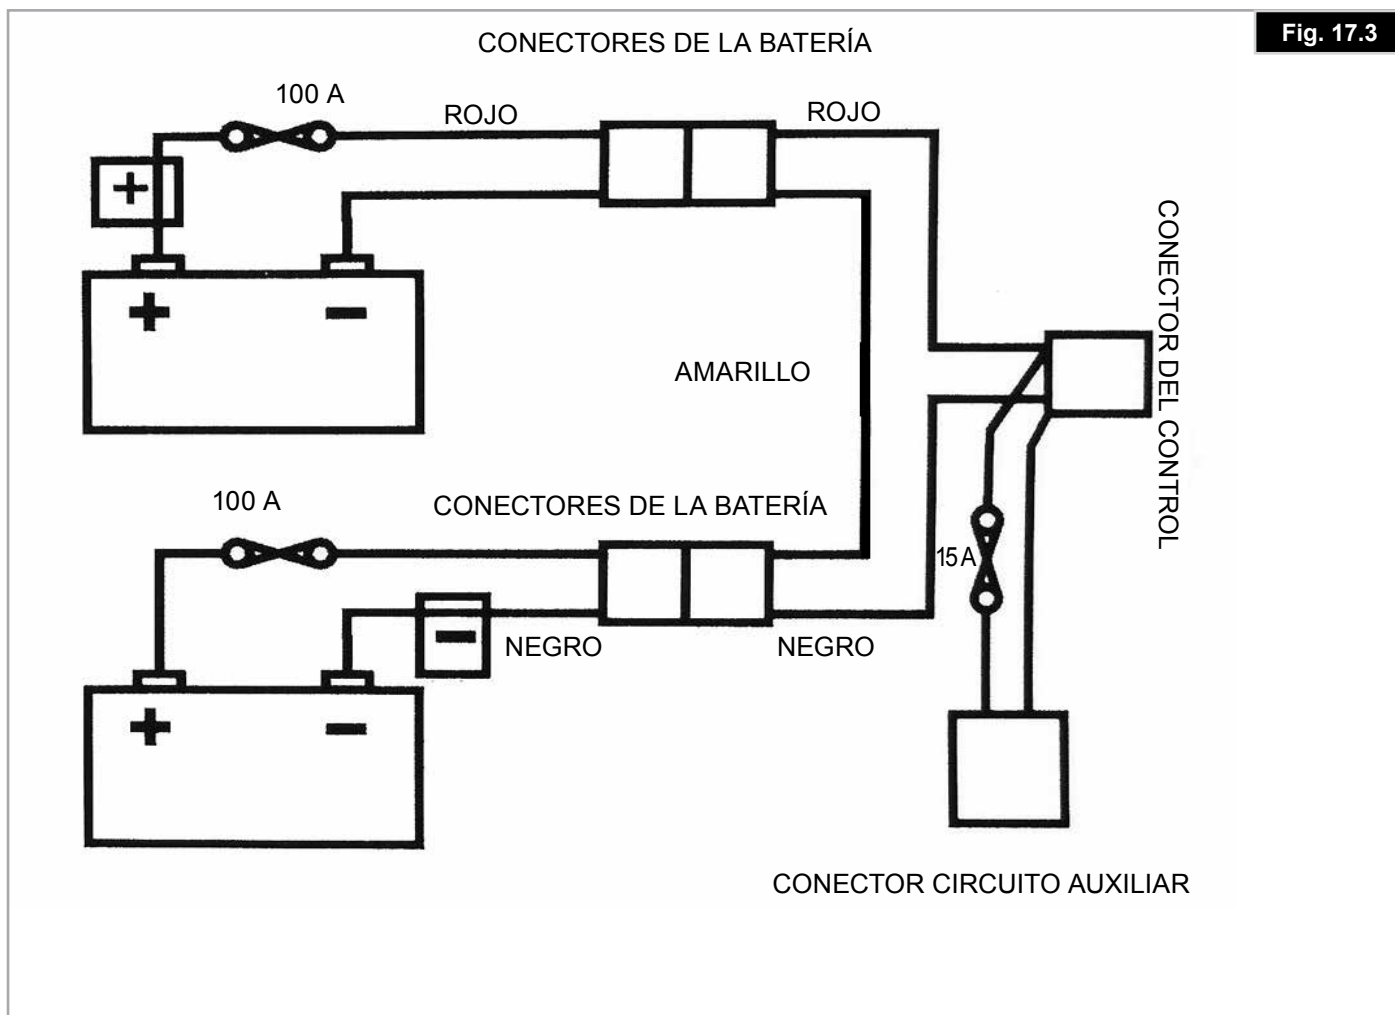 Fig. 17.3
CONECTORES DE LA BATERÍA
100 A
ROJO
ROJO
+
+
−
CONECTOR DEL CONTROL
AMARILLO
100 A
CONECTORES DE LA BATERÍA
15 A
−
NEGRO
NEGRO
+
−
CONECTOR CIRCUITO AUXILIAR